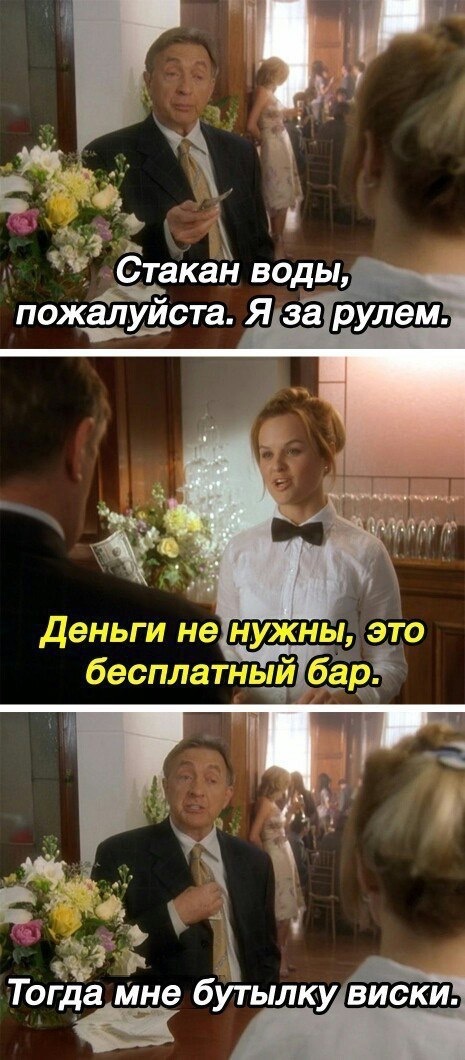 Стакан воды,
пожалуйста. Я за рулем.
Деньги не нужны, это
бесплатный бар.
Тогда мне бутылку виски.